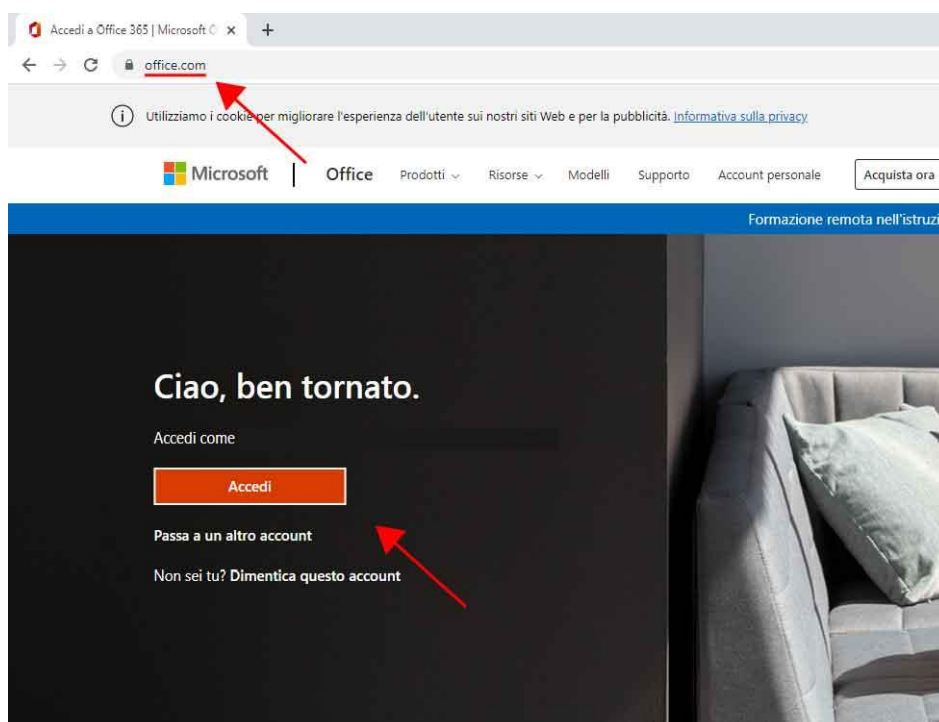 Accedi a Office 365 | Microsoft O
office.com
Utilizziamo i cookie per migliorare l'esperienza dell'utente sui nostri siti Web e per la pubblicità. Informativa sulla privacy
Microsoft | Office Prodotti Risorse Modelli Supporto Account personale Acquista ora
Formazione remota nell'istruzi
Ciao, ben tornato.
Accedi come
Accedi
Passa a un altro account
Non sei tu? Dimentica questo account